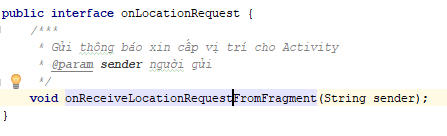 public interface onLocationRequest {
/***
* Gửi thông báo xin cấp vị trí cho Activity
* @param sender người gửi
*/
void onReceiveLocationRequestFromFragment(String sender);
}